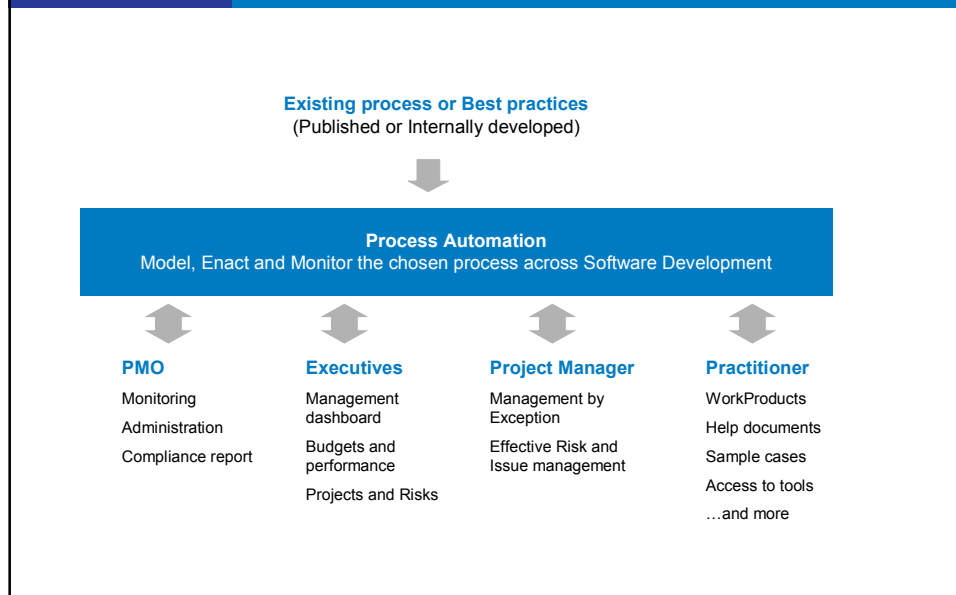 Existing process or Best practices
(Published or Internally developed)
Process Automation
Model, Enact and Monitor the chosen process across Software Development
PMO
Monitoring
Administration
Compliance report
Executives
Management
dashboard
Budgets and
performance
Projects and Risks
Project Manager
Management by
Exception
Effective Risk and
Issue management
Practitioner
WorkProducts
Help documents
Sample cases
Access to tools
…and more